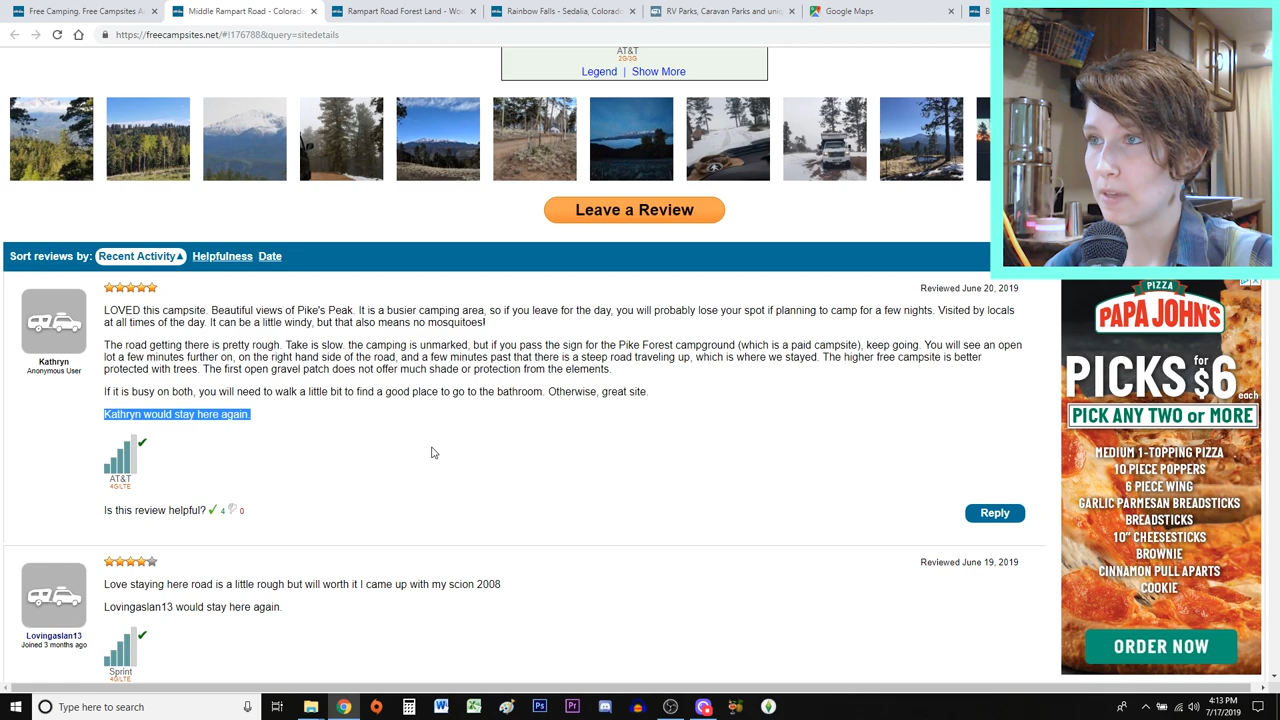 Free Camping. Free Campsites A
Middle Rampart Road - Colorad
Rampart Road Forest Land - Wo
Rainbow Falls - Sedalia, Colorado
RV Parks, Caravan Parks and uni
Google Maps
https://freecampsites.net/#!176788&query=sitedetails
AT&T
2G/3G
Legend | Show More
Leave a Review
Sort reviews by: Recent Activity▲ Helpfulness Date
Reviewed June 20, 2019
LOVED this campsite. Beautiful views of Pike's Peak. It is a busier camping area, so if you leave for the day, you will probably lose your spot if planning to camp for a few nights. Visited by locals
at all times of the day. It can be a little windy, but that also means no mosquitoes!
The road getting there is pretty rough. Take is slow. the camping is unmarked, but if you pass the sign for the Pike Forest campground (which is a paid campsite), keep going. You will see an open
lot a few minutes further on, on the right hand side of the road, and a few minutes past that there is a steep road traveling up, which is where we stayed. The higher free campsite is better
protected with trees. The first open gravel patch does not offer much shade or protection from the elements.
Kathryn
Anonymous User
If it is busy on both, you will need to walk a little bit to find a good place to go to the bathroom. Otherwise, great site.
Kathryn would stay here again.
AT&T
4G/LTE
Is this review helpful? 4 0
Reply
Reviewed June 19, 2019
Love staying here road is a little rough but will worth it I came up with my scion 2008
Lovingaslan13 would stay here again.
Lovingaslan13
Joined 3 months ago
Sprint
4G/LTE
PIZZA
PAPA JOHN'S
PICKS for $6 each
PICK ANY TWO or MORE
MEDIUM 1-TOPPING PIZZA
10 PIECE POPPERS
6 PIECE WING
GARLIC PARMESAN BREADSTICKS
BREADSTICKS
10" CHEESESTICKS
BROWNIE
CINNAMON PULL APARTS
COOKIE
ORDER NOW
Type here to search
4:13 PM
7/17/2019